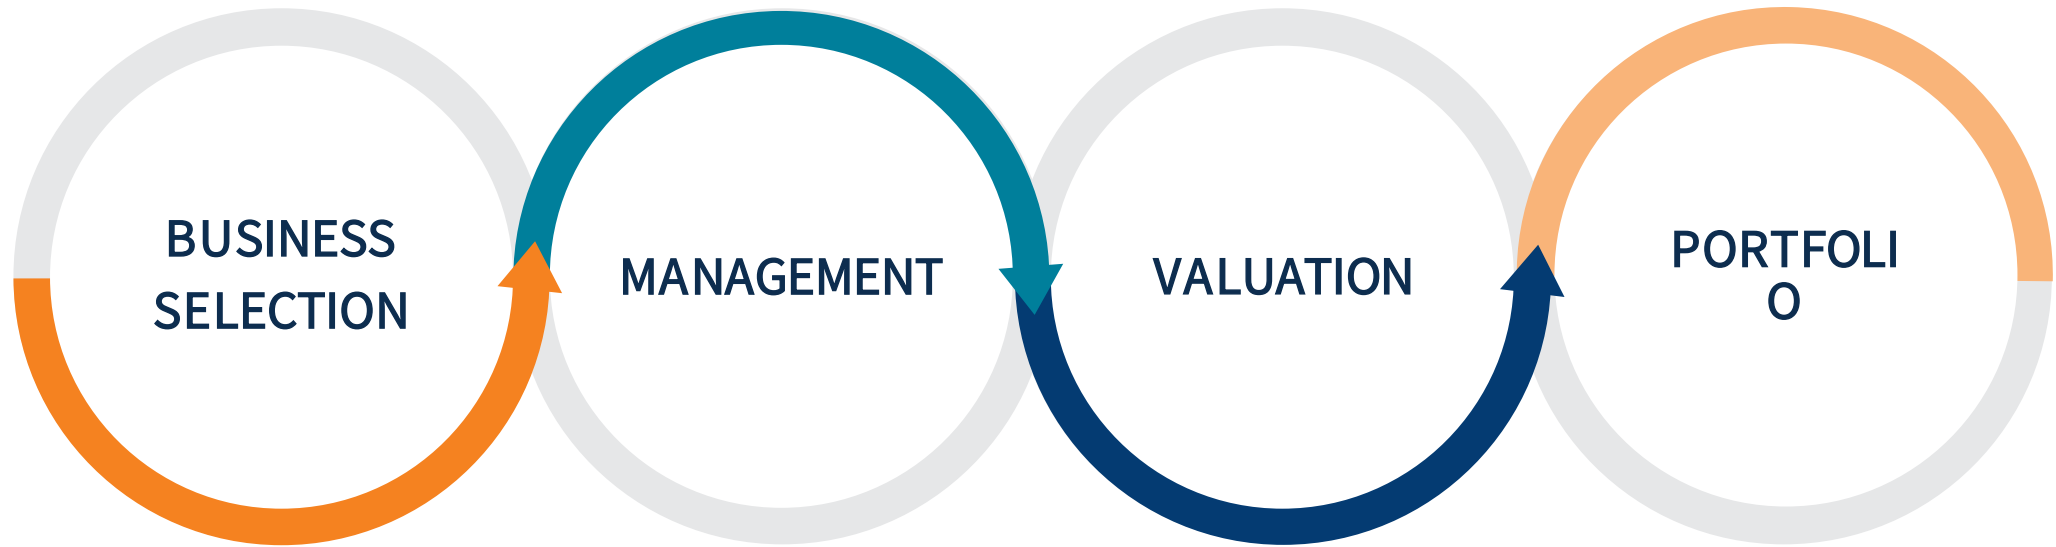 BUSINESS
SELECTION
MANAGEMENT
VALUATION
PORTFOLI
O